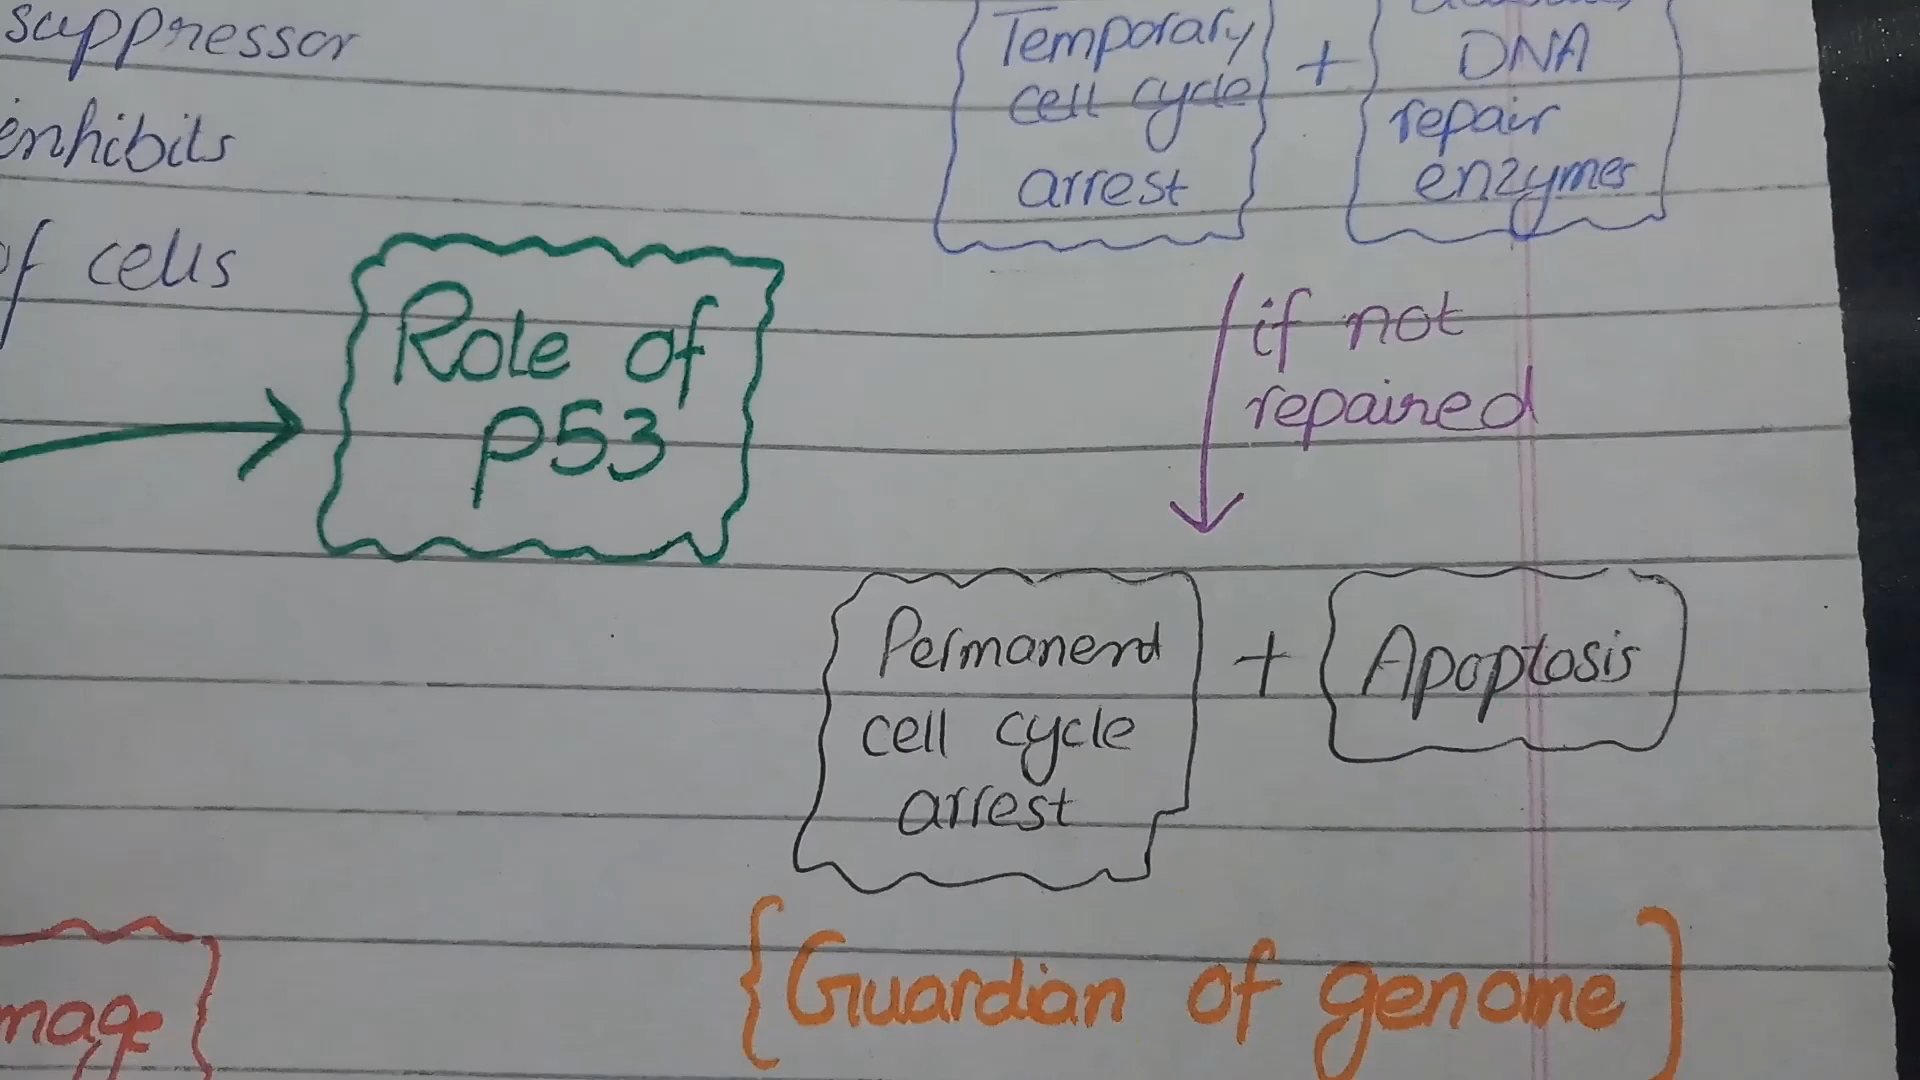 suppressor
inhibits
of cells
Role of
p53
Temporary
cell cycle
arrest
+
DNA
repair
enzymes
if not
repaired
Permanent
cell cycle
arrest
+
Apoptosis
{Guardian of genome}